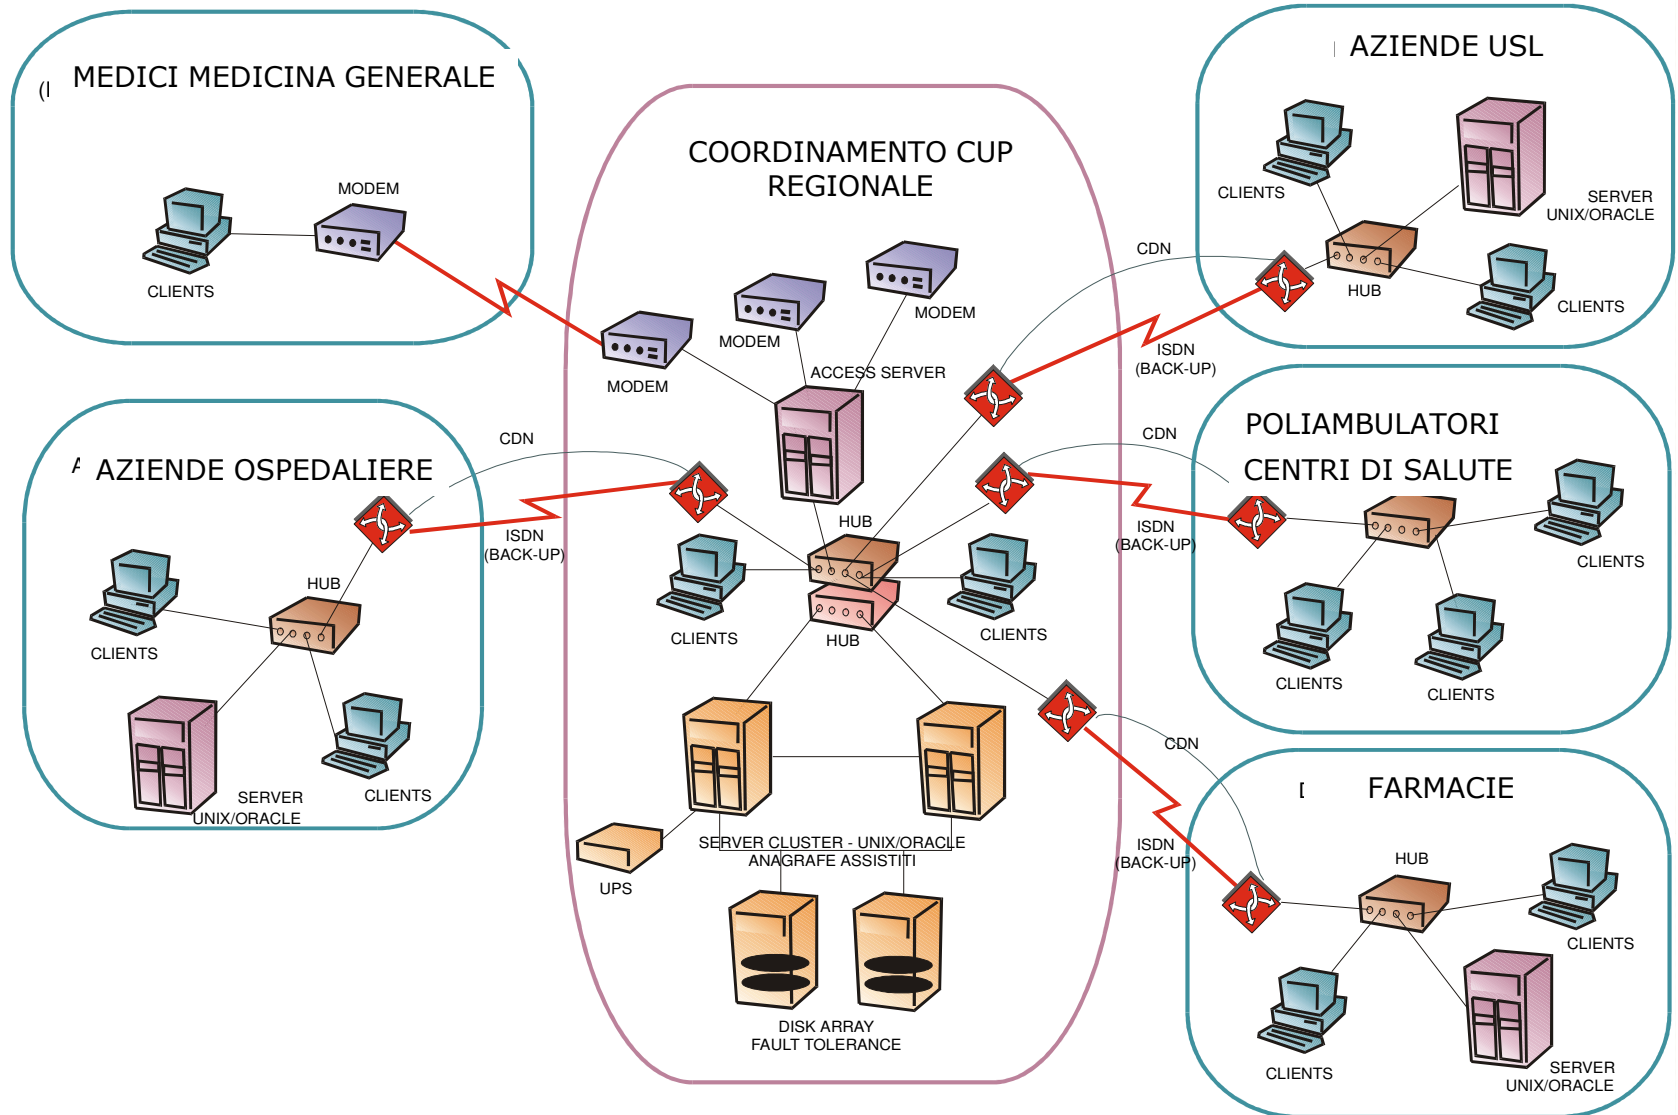 MEDICI MEDICINA GENERALE
MODEM
CLIENTS
AZIENDE OSPEDALIERE
CDN
ISDN
(BACK-UP)
HUB
CLIENTS
CLIENTS
SERVER
UNIX/ORACLE
COORDINAMENTO CUP
REGIONALE
MODEM
MODEM
MODEM
ACCESS SERVER
HUB
HUB
CLIENTS
CLIENTS
SERVER CLUSTER - UNIX/ORACLE
ANAGRAFE ASSISTITI
UPS
DISK ARRAY
FAULT TOLERANCE
AZIENDE USL
CDN
ISDN
(BACK-UP)
CLIENTS
SERVER
UNIX/ORACLE
HUB
CLIENTS
POLIAMBULATORI
CENTRI DI SALUTE
CDN
ISDN
(BACK-UP)
CLIENTS
CLIENTS
CLIENTS
FARMACIE
CDN
ISDN
(BACK-UP)
HUB
CLIENTS
CLIENTS
SERVER
UNIX/ORACLE